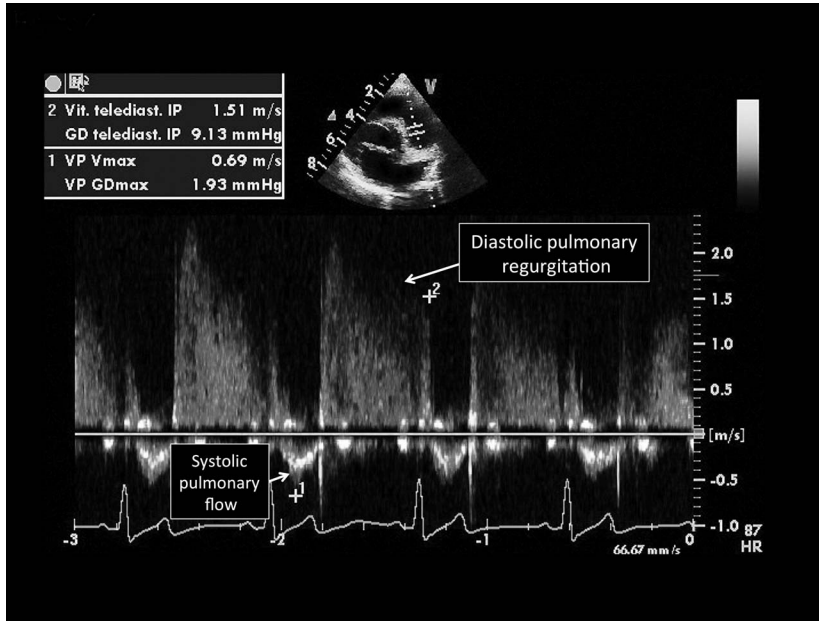 2 Vit. telediast. IP 1.51 m/s
GD telediast. IP 9.13 mmHg
1 VP Vmax 0.69 m/s
VP GDmax 1.93 mmHg
2
4
6
8
V
Diastolic pulmonary
regurgitation
+2
2.0
1.5
1.0
0.5
[m/s]
Systolic
pulmonary
flow
+1
-0.5
-1.0
87
HR
-3
-2
-1
0
66.67 mm/s